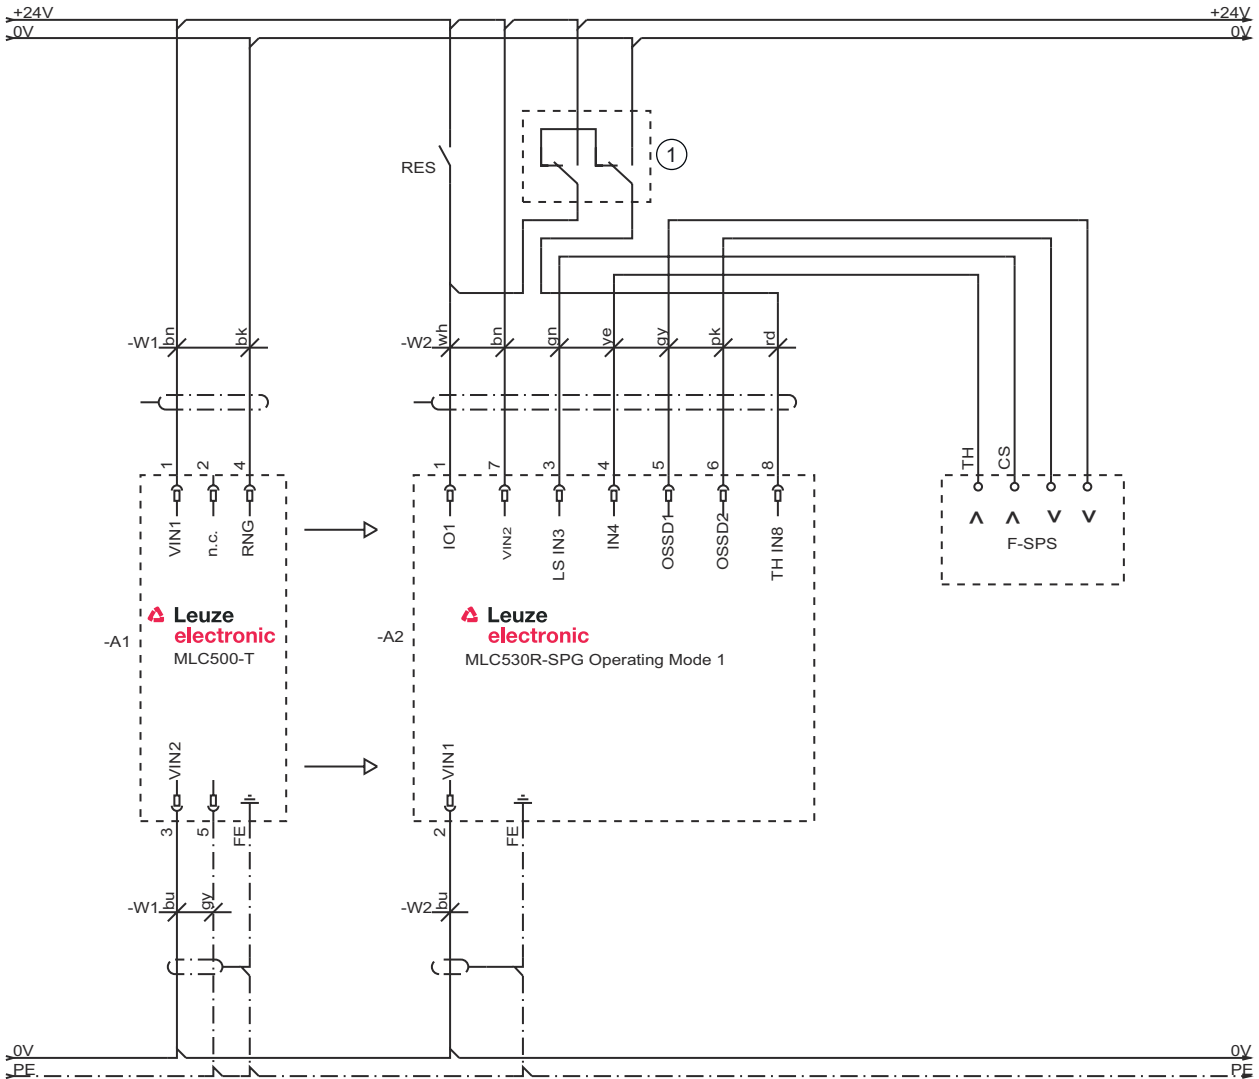 +24V +24V
0V 0V
1
RES
-W1 bn bk -W2 wh bn gn ye gy pk rd
1 2 4 1 7 3 4 5 6 8 TH CS
VIN1 n.c. RNG IO1 VIN2 LS IN3 IN4 OSSD1 OSSD2 TH IN8
F-SPS
Leuze Leuze
electronic electronic
-A1 -A2
MLC500-T MLC530R-SPG Operating Mode 1
VIN2 VIN1
3 5 FE 2 FE
-W1 bu gy -W2 bu
0V 0V
PE PE